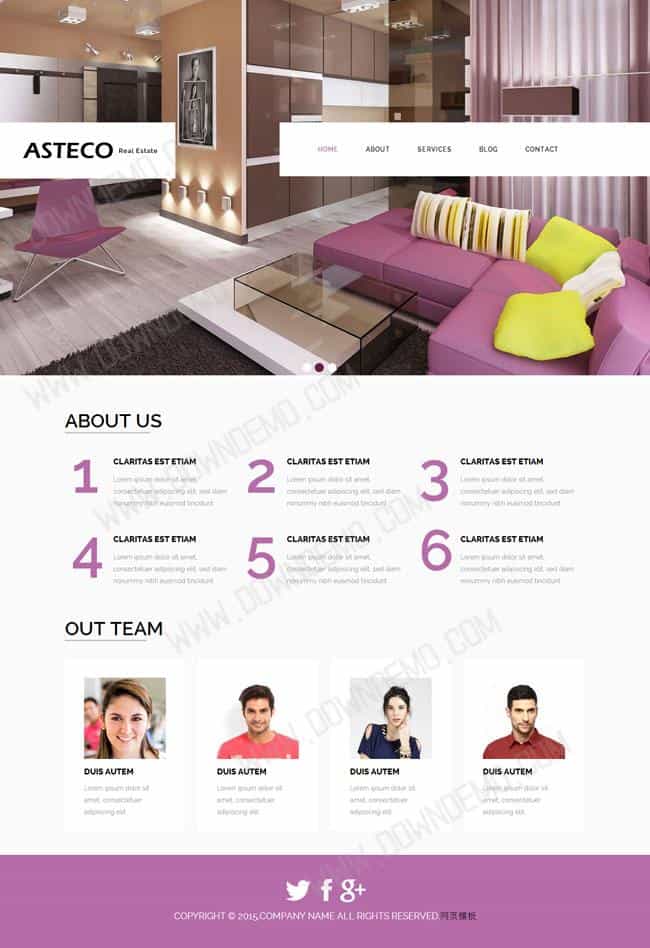 ASTECO Real Estate
HOME ABOUT SERVICES BLOG CONTACT
ABOUT US
1 CLARITAS EST ETIAM
Lorem ipsum dolor sit amet,
consectetuer adipiscing elit, sed diam
nonummy nibh euismod tincidunt
2 CLARITAS EST ETIAM
Lorem ipsum dolor sit amet,
consectetuer adipiscing elit, sed diam
nonummy nibh euismod tincidunt
3 CLARITAS EST ETIAM
Lorem ipsum dolor sit amet,
consectetuer adipiscing elit, sed diam
nonummy nibh euismod tincidunt
4 CLARITAS EST ETIAM
Lorem ipsum dolor sit amet,
consectetuer adipiscing elit, sed diam
nonummy nibh euismod tincidunt
5 CLARITAS EST ETIAM
Lorem ipsum dolor sit amet,
consectetuer adipiscing elit, sed diam
nonummy nibh euismod tincidunt
6 CLARITAS EST ETIAM
Lorem ipsum dolor sit amet,
consectetuer adipiscing elit, sed diam
nonummy nibh euismod tincidunt
OUT TEAM
DUIS AUTEM
Lorem ipsum dolor sit
amet, consectetuer
adipiscing elit.
DUIS AUTEM
Lorem ipsum dolor sit
amet, consectetuer
adipiscing elit.
DUIS AUTEM
Lorem ipsum dolor sit
amet, consectetuer
adipiscing elit.
DUIS AUTEM
Lorem ipsum dolor sit
amet, consectetuer
adipiscing elit.
COPYRIGHT © 2015.COMPANY NAME ALL RIGHTS RESERVED.网页模板
WWW.DOWNDEMO.COM
WWW.DOWNDEMO.COM
WWW.DOWNDEMO.COM
WWW.DOWNDEMO.COM